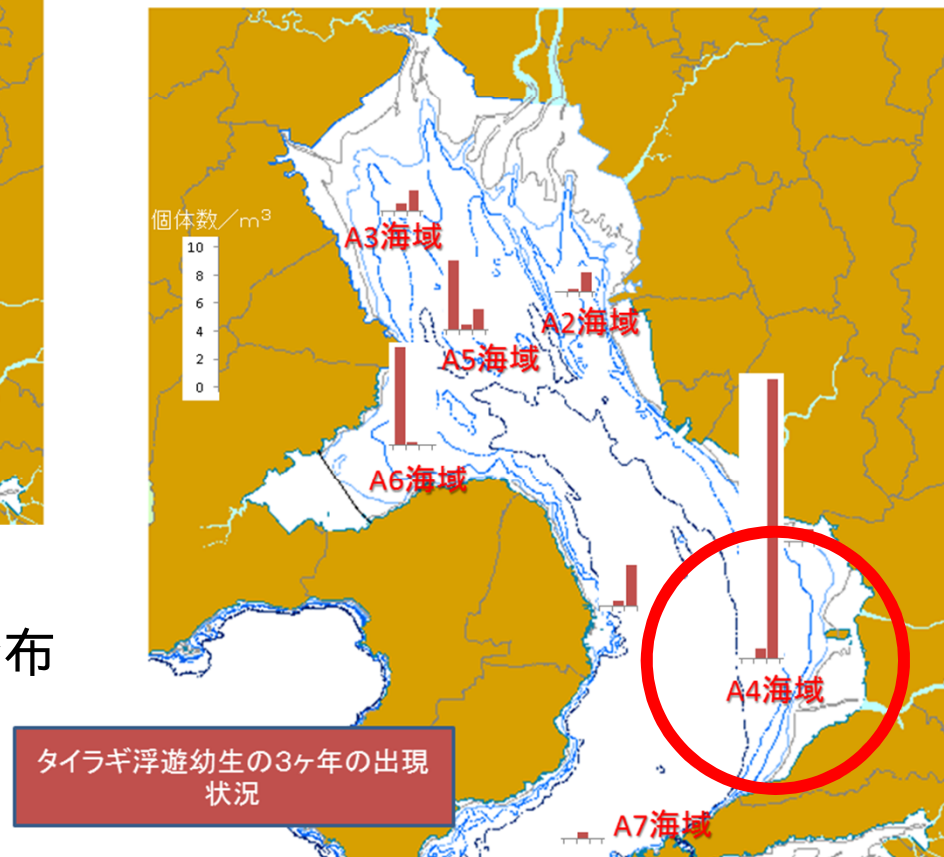 個体数／m³
10
8
6
4
2
0
A3海域
A2海域
A5海域
A6海域
A4海域
A7海域
布
タイラギ浮遊幼生の3ヶ年の出現
状況